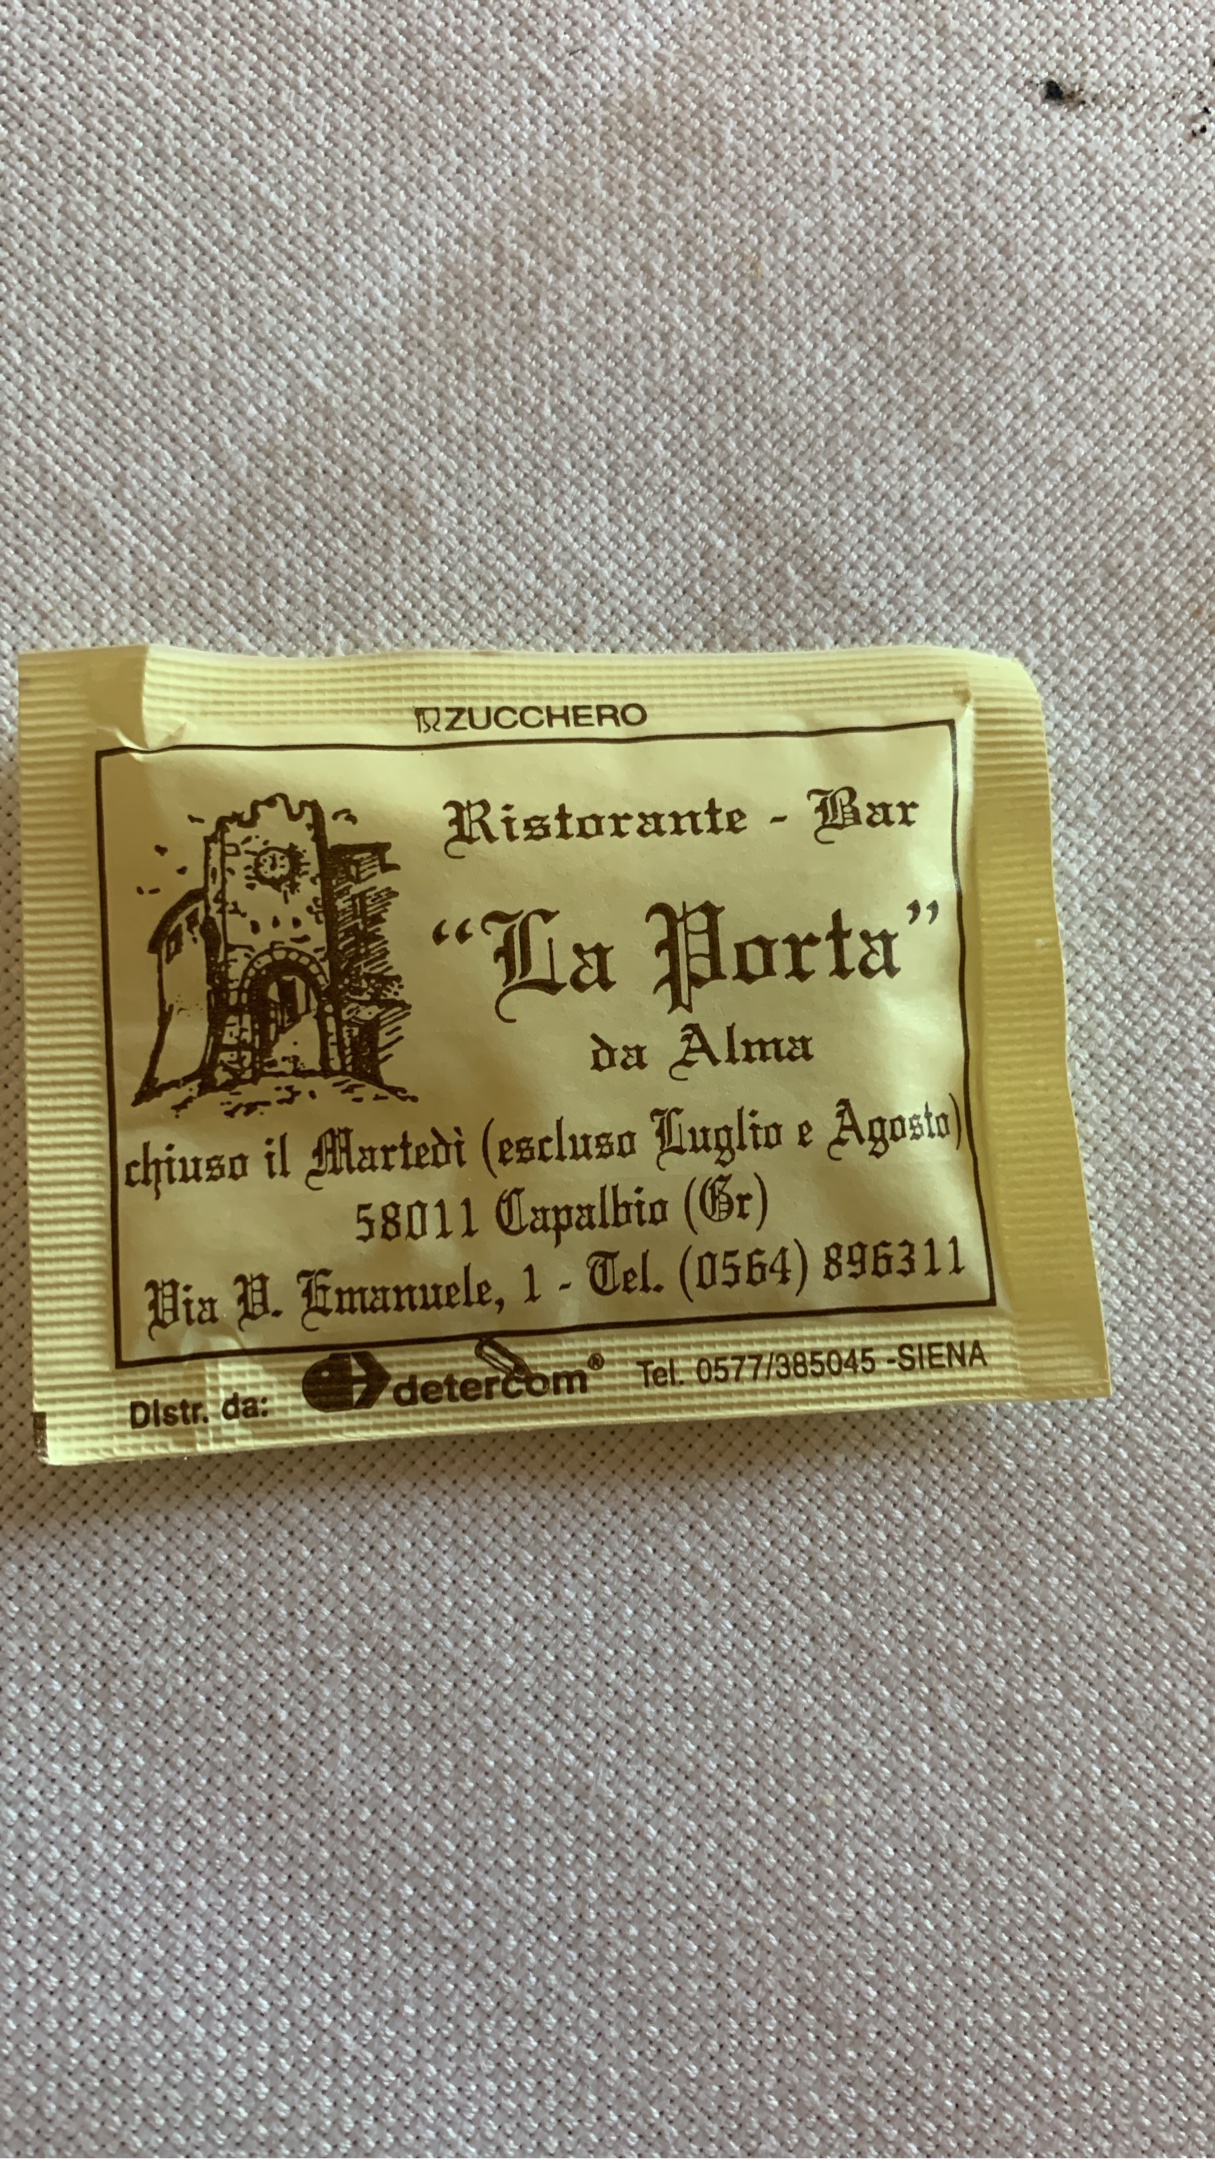 ZUCCHERO
Ristorante - Bar
"La Porta"
da Alma
chiuso il Martedì (escluso Luglio e Agosto)
58011 Capalbio (Gr)
Via V. Emanuele, 1 - Tel. (0564) 896311
Distr. da: detercom® Tel. 0577/385045 -SIENA